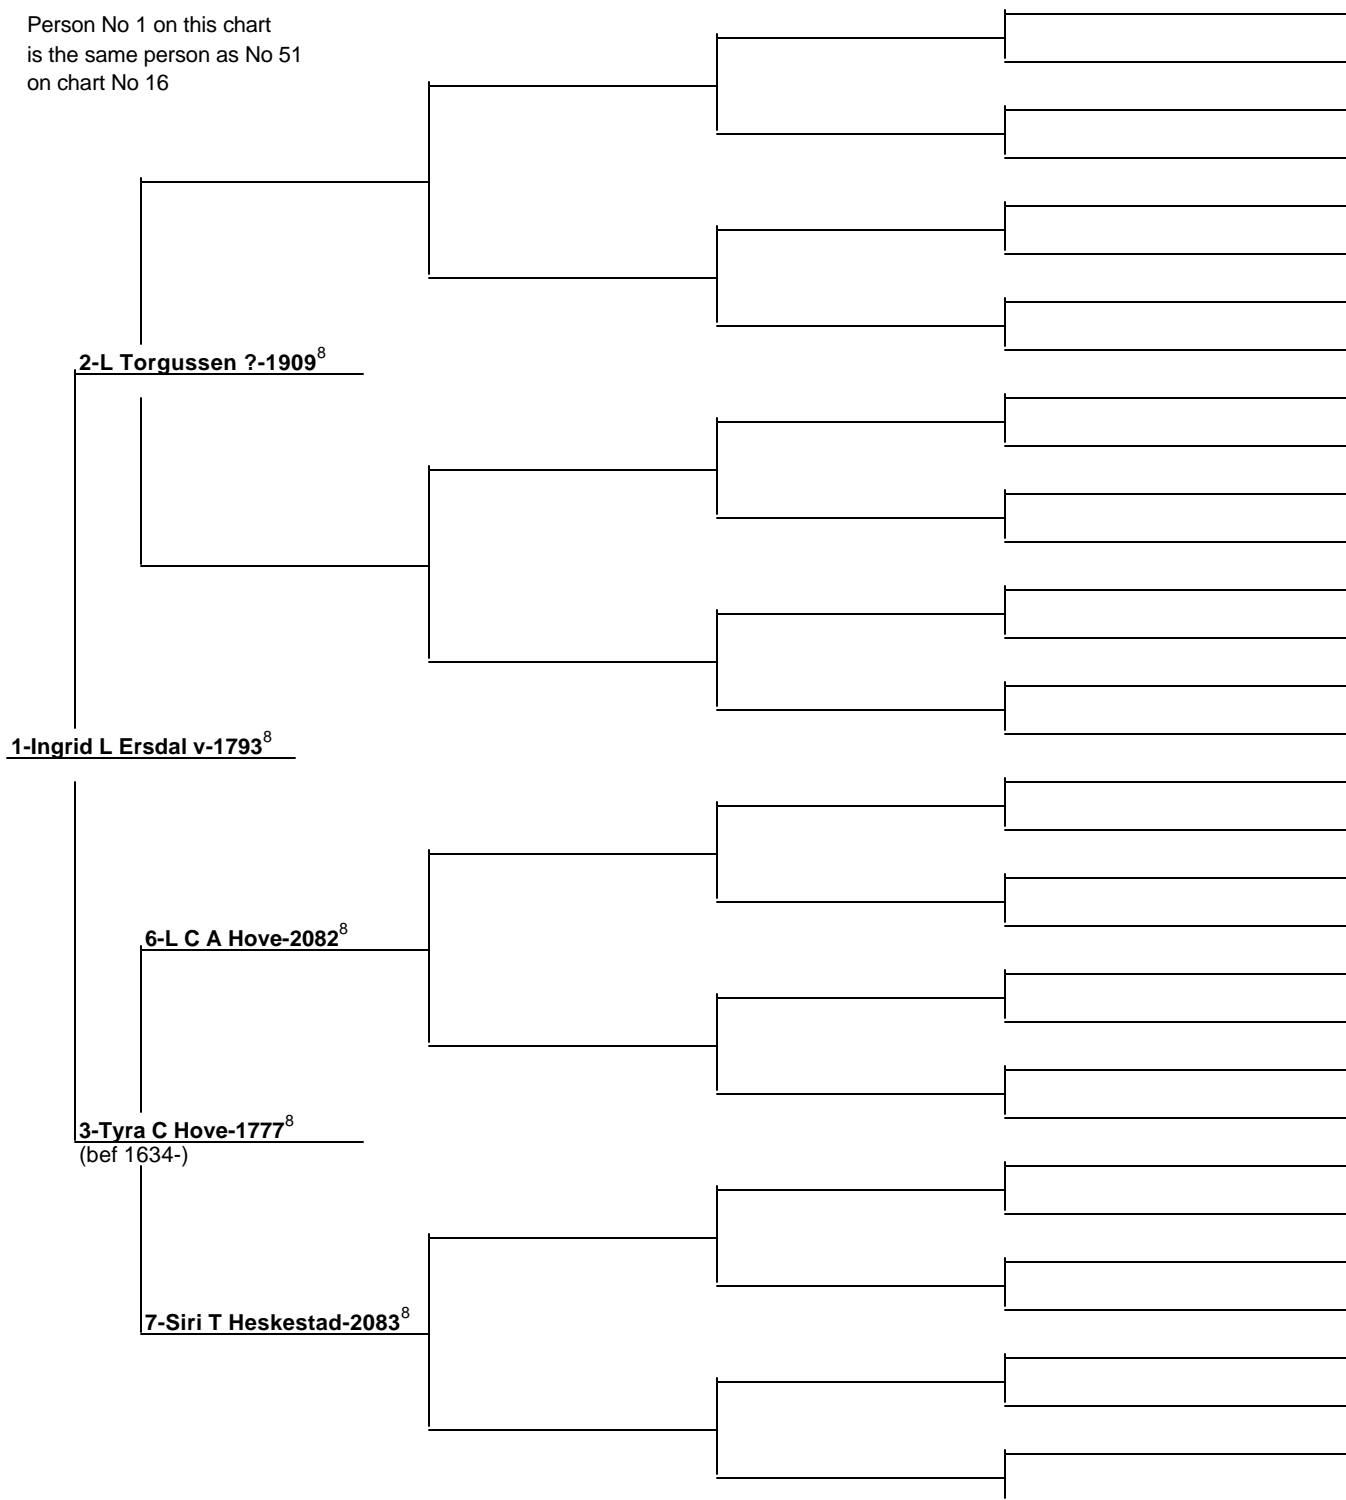 Person No 1 on this chart
is the same person as No 51
on chart No 16
2-L Torgussen ?-1909⁸
1-Ingrid L Ersdal v-1793⁸
6-L C A Hove-2082⁸
3-Tyra C Hove-1777⁸
(bef 1634-)
7-Siri T Heskestad-2083⁸